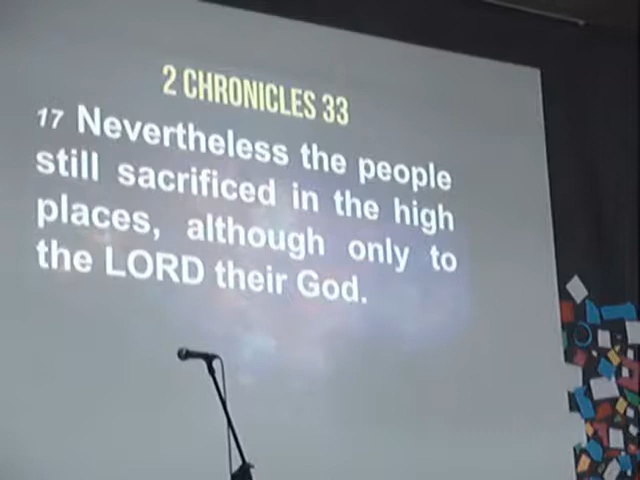 2 CHRONICLES 33
17 Nevertheless the people
still sacrificed in the high
places, although only to
the LORD their God.